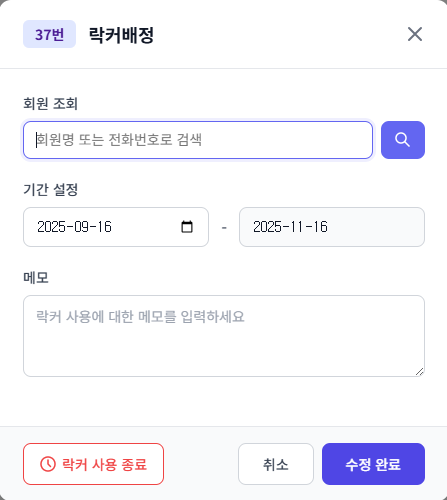 37번 락커배정
회원 조회
회원명 또는 전화번호로 검색
기간 설정
2025-09-16 - 2025-11-16
메모
락커 사용에 대한 메모를 입력하세요
락커 사용 종료 취소 수정 완료